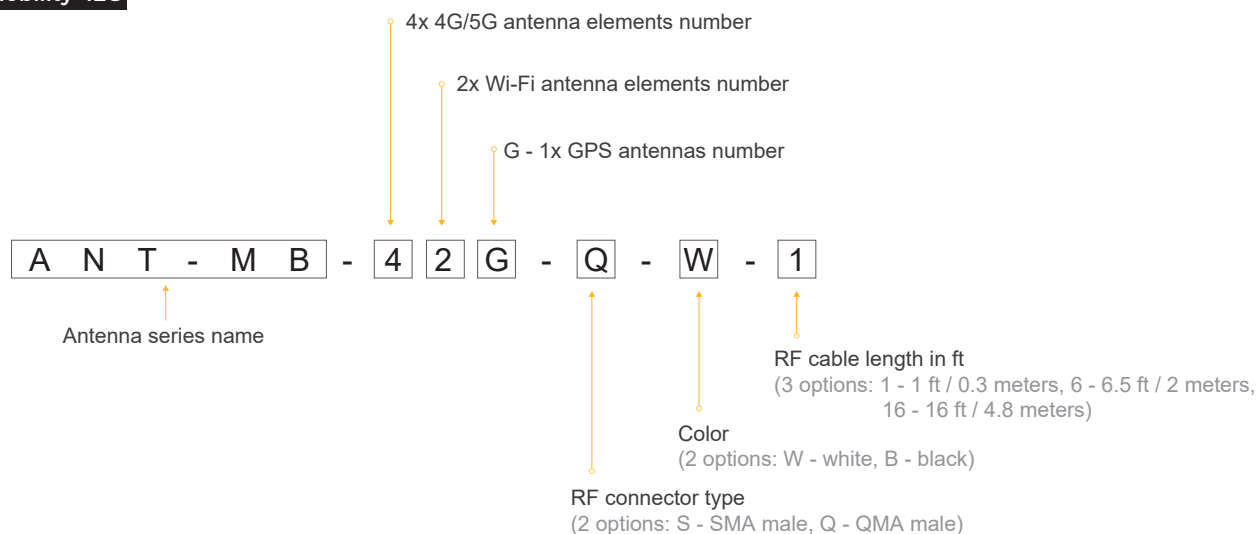 4x 4G/5G antenna elements number
2x Wi-Fi antenna elements number
G - 1x GPS antennas number
A N T - M B - 4 2 G - Q - W - 1
Antenna series name
RF cable length in ft
(3 options: 1 - 1 ft / 0.3 meters, 6 - 6.5 ft / 2 meters,
16 - 16 ft / 4.8 meters)
Color
(2 options: W - white, B - black)
RF connector type
(2 options: S - SMA male, Q - QMA male)